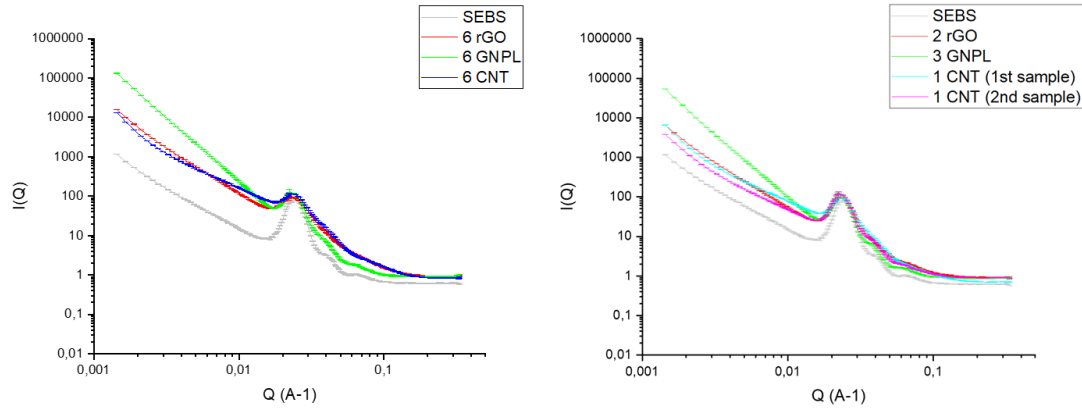 SEBS
6 rGO
6 GNPL
6 CNT
1000000
100000
10000
1000
100
10
1
0,1
0,01
I(Q)
0,001
0,01
0,1
Q (A-1)
SEBS
2 rGO
3 GNPL
1 CNT (1st sample)
1 CNT (2nd sample)
1000000
100000
10000
1000
100
10
1
0,1
0,01
I(Q)
0,001
0,01
0,1
Q (A-1)